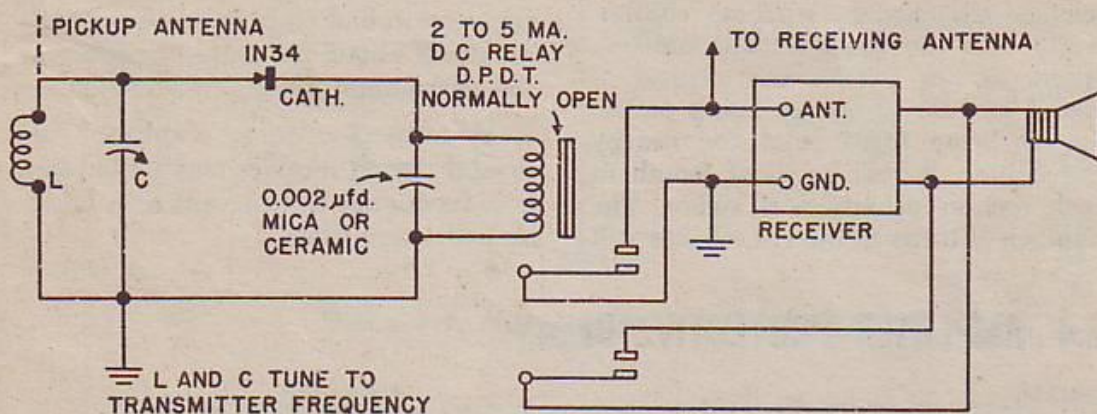 PICKUP ANTENNA
IN34
CATH.
2 TO 5 MA.
D C RELAY
D.P.D.T.
NORMALLY OPEN
TO RECEIVING ANTENNA
ANT.
GND.
RECEIVER
L
C
0.002 µfd.
MICA OR
CERAMIC
L AND C TUNE TO
TRANSMITTER FREQUENCY